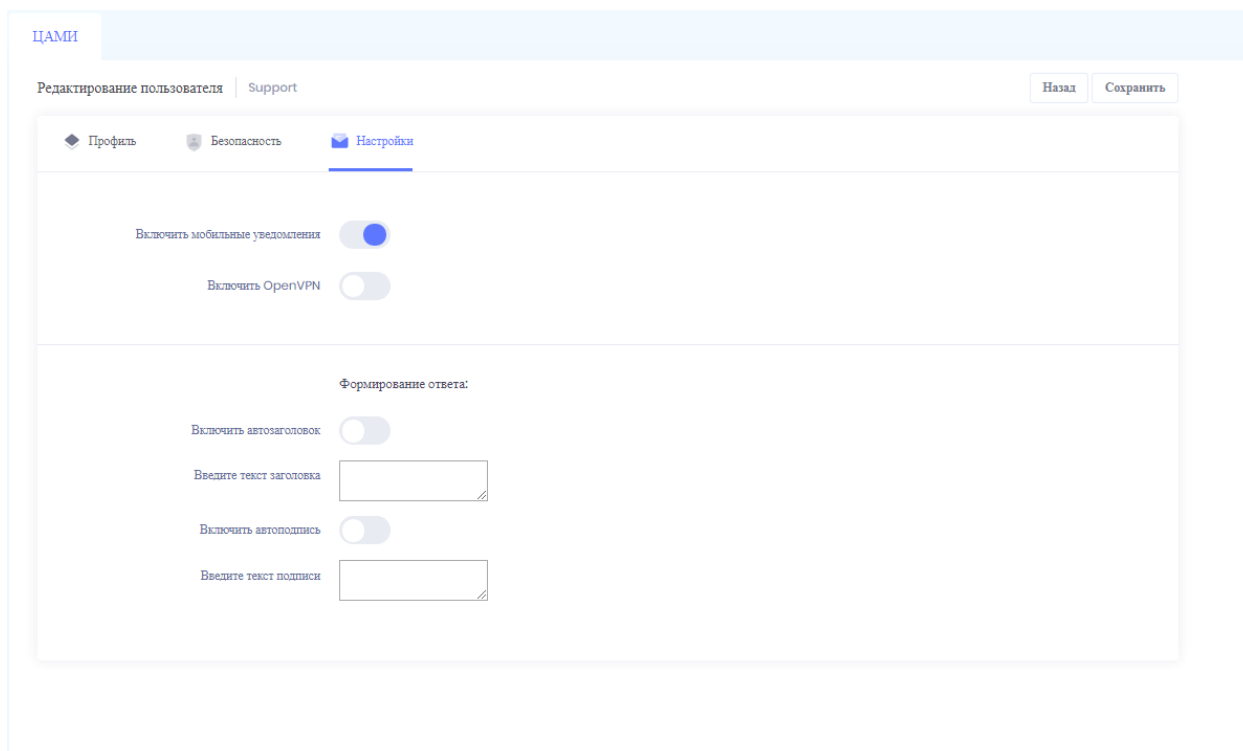 ЦАМИ
Редактирование пользователя Support
Назад Сохранить
Профиль Безопасность Настройки
Включить мобильные уведомления
Включить OpenVPN
Формирование ответа:
Включить автозаголовок
Введите текст заголовка
Включить автоподпись
Введите текст подписи